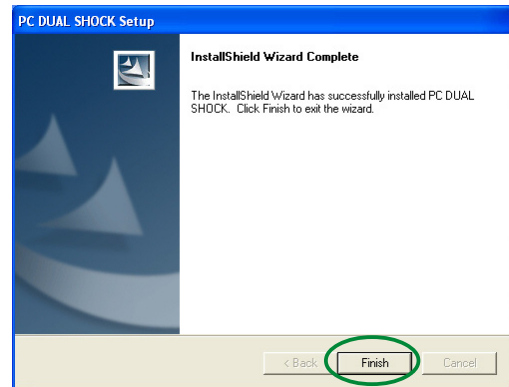 PC DUAL SHOCK Setup
InstallShield Wizard Complete
The InstallShield Wizard has successfully installed PC DUAL
SHOCK. Click Finish to exit the wizard.
< Back
Finish
Cancel